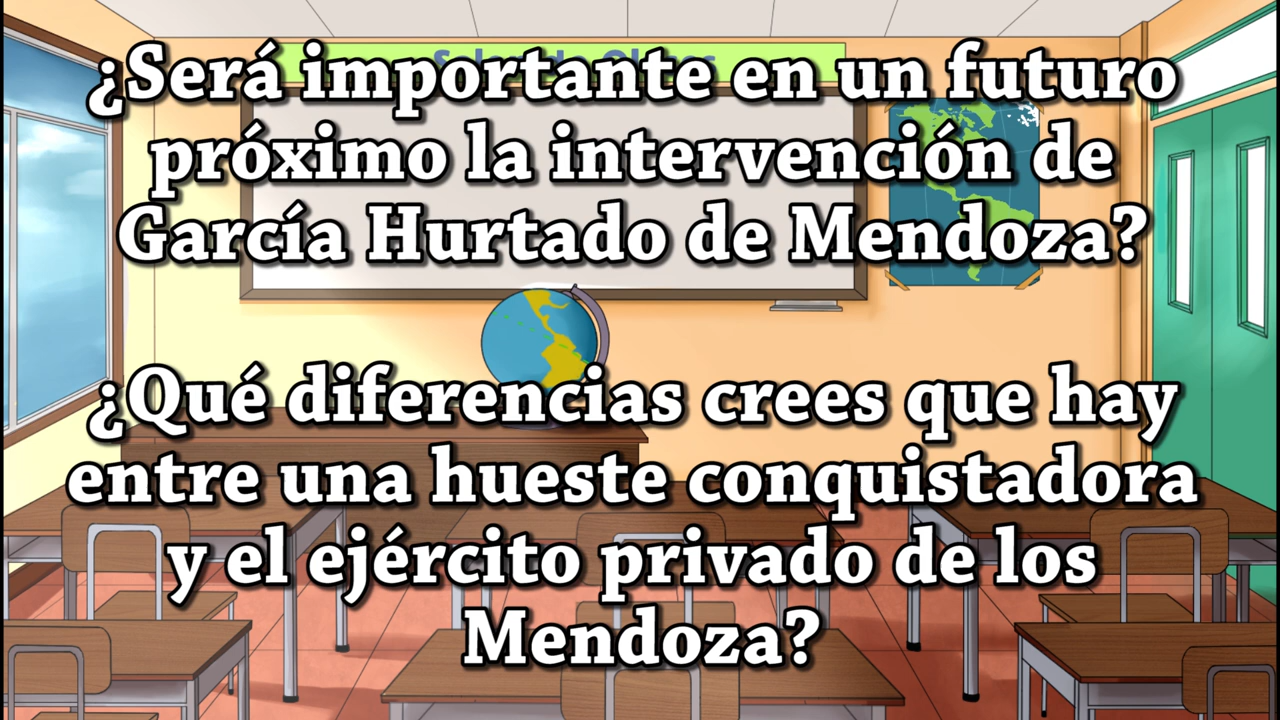 ¿Será importante en un futuro
próximo la intervención de
García Hurtado de Mendoza?
¿Qué diferencias crees que hay
entre una hueste conquistadora
y el ejército privado de los
Mendoza?